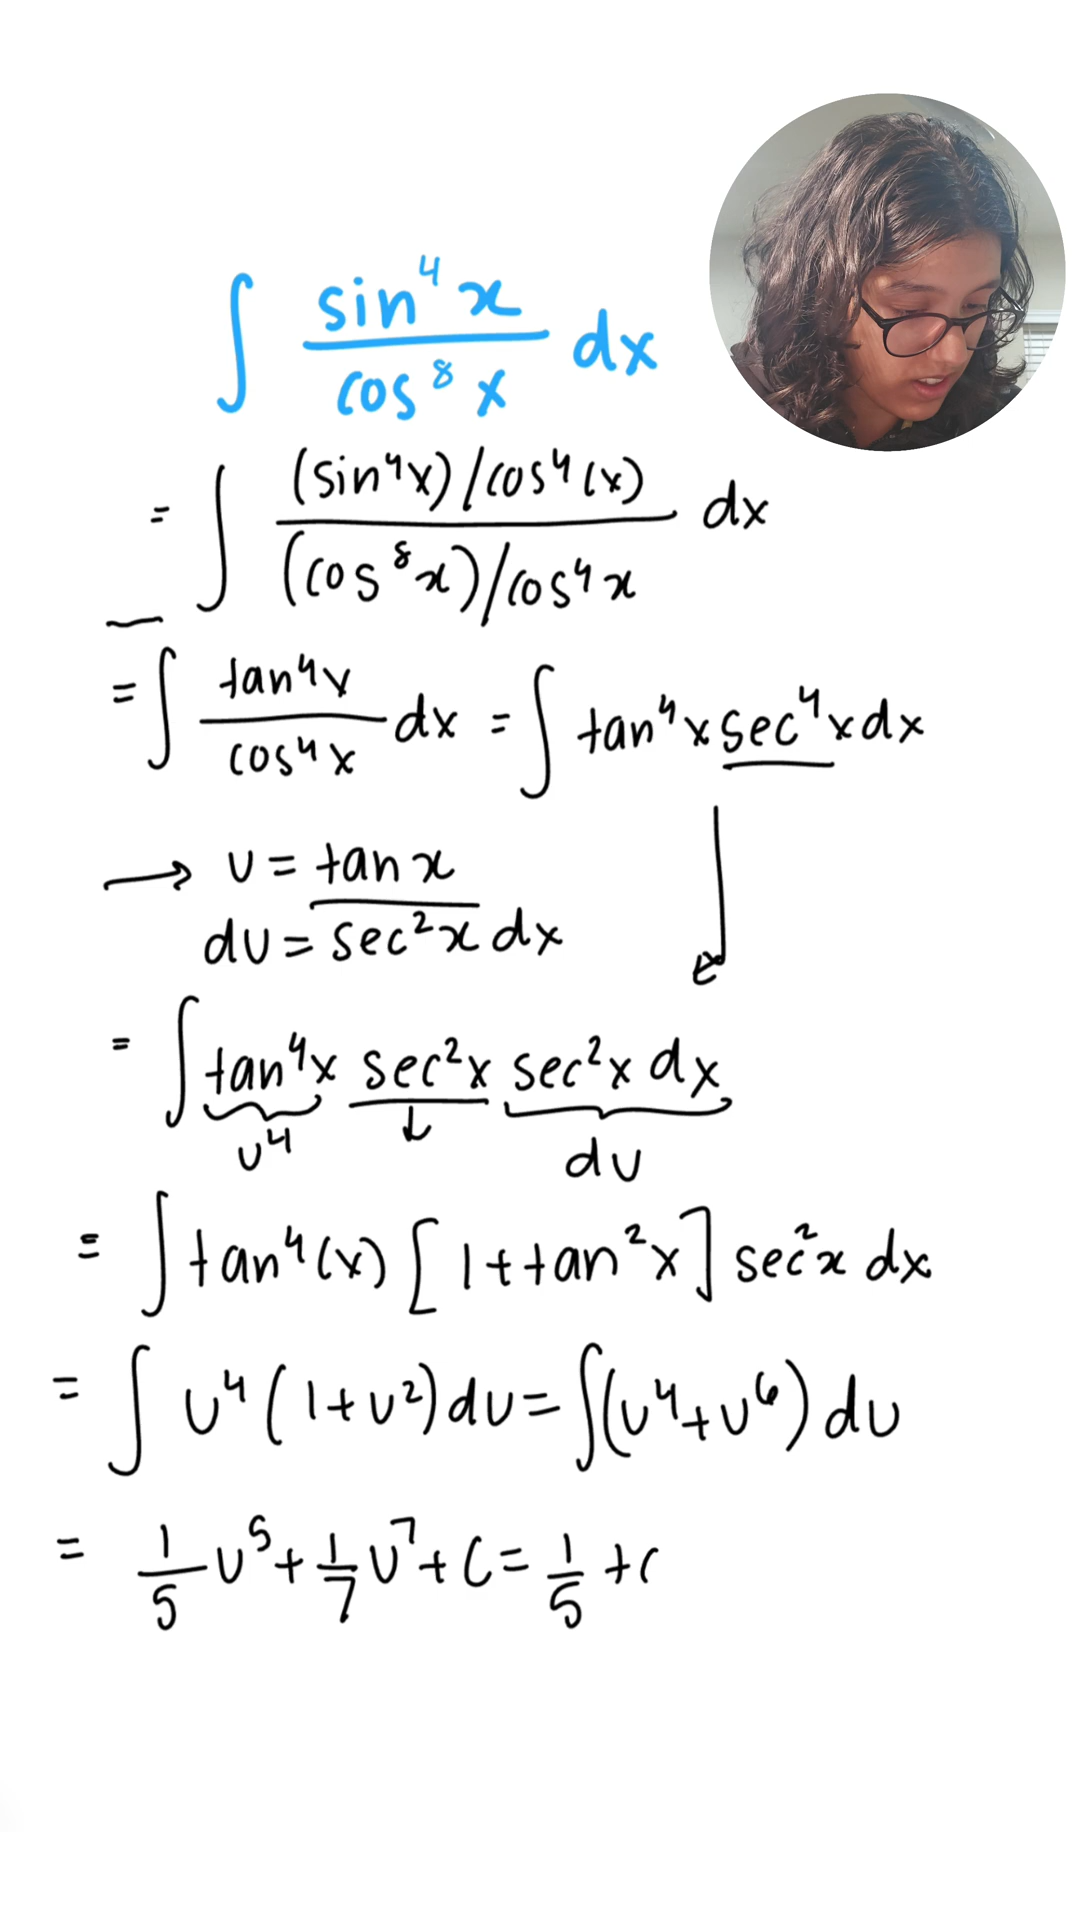 ∫ sin⁴x / cos⁸x dx
= ∫ (sin⁴x)/cos⁴(x) / (cos⁸x)/cos⁴x dx
= ∫ tan⁴x / cos⁴x dx = ∫ tan⁴x sec⁴x dx
→ u = tan x
du = sec²x dx
= ∫ tan⁴x sec²x sec²x dx
u⁴ ↓ du
= ∫ tan⁴(x) [1+tan²x] sec²x dx
= ∫ u⁴(1+u²)du = ∫(u⁴+u⁶) du
= 1/5 u⁵ + 1/7 u⁷ + C = 1/5 +(